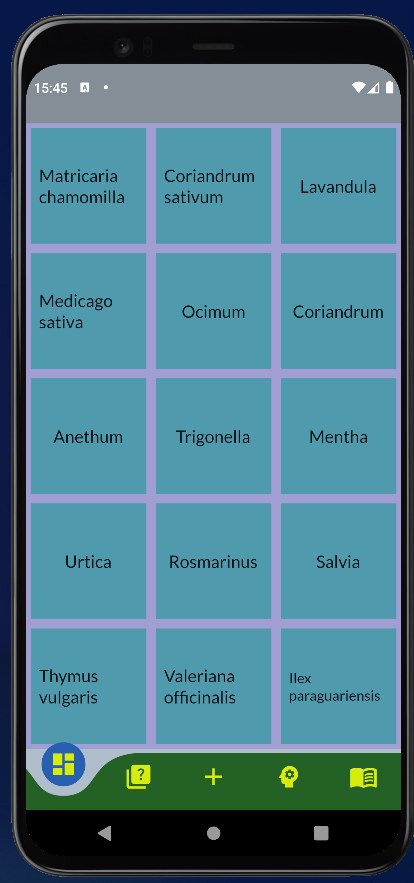 15:45 A
Matricaria
chamomilla
Coriandrum
sativum
Lavandula
Medicago
sativa
Ocimum
Coriandrum
Anethum
Trigonella
Mentha
Urtica
Rosmarinus
Salvia
Thymus
vulgaris
Valeriana
officinalis
Ilex
paraguariensis
?